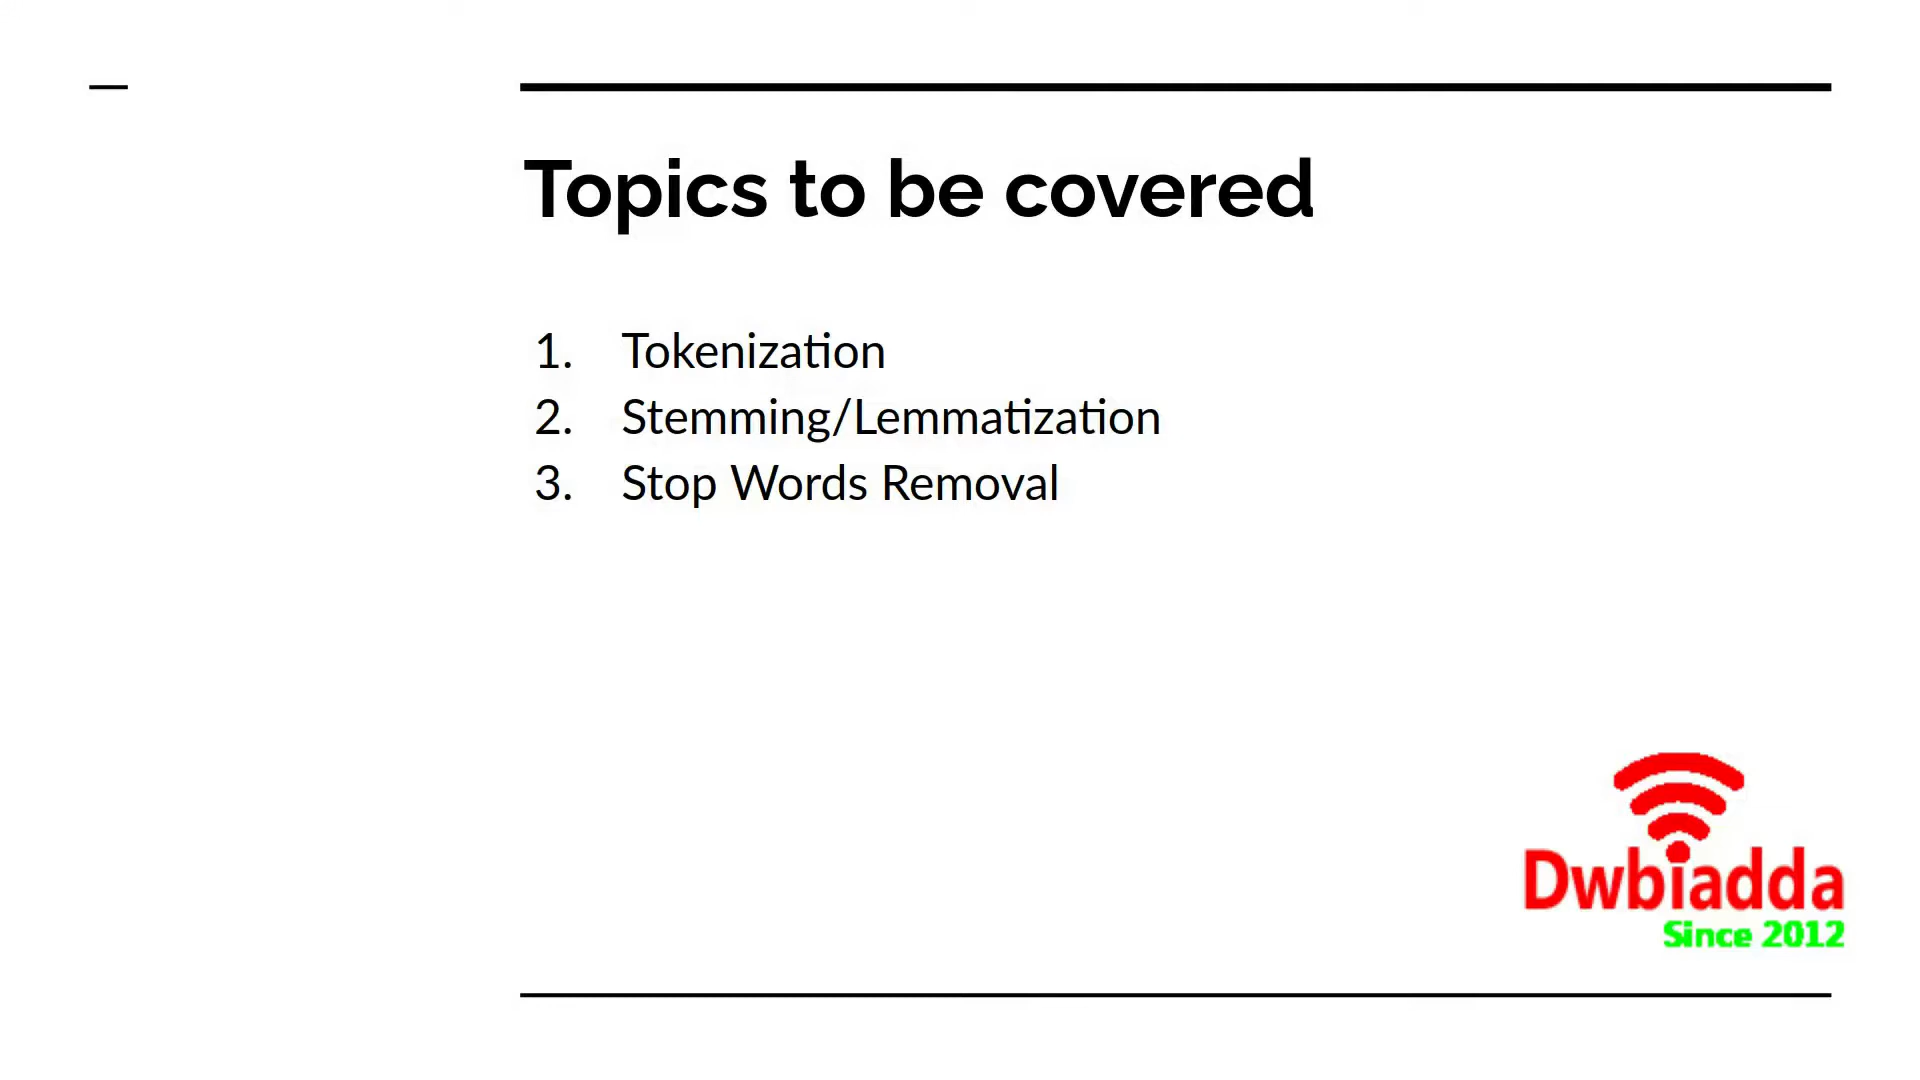 Topics to be covered
1. Tokenization
2. Stemming/Lemmatization
3. Stop Words Removal
Dwbiadda
Since 2012